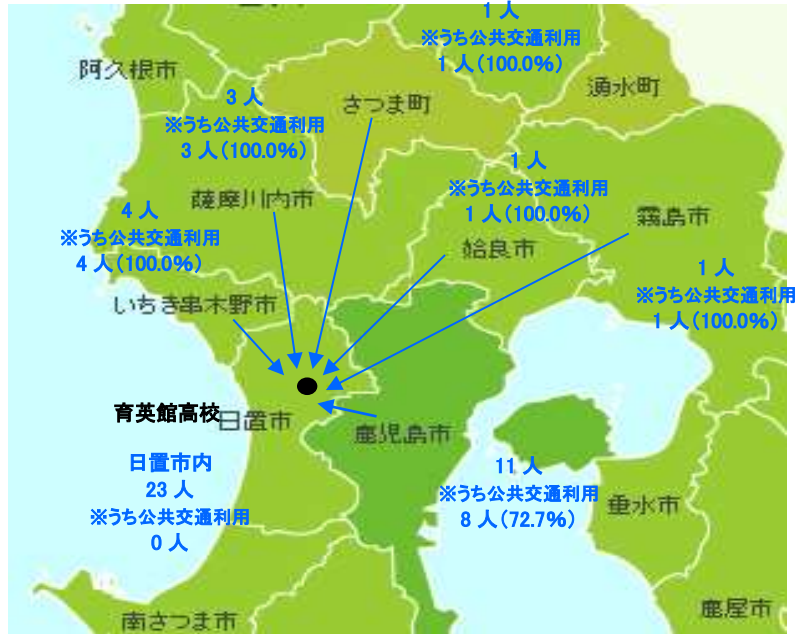 1 人
※うち公共交通利用
1 人(100.0%)
阿久根市
湧水町
さつま町
3 人
※うち公共交通利用
3 人(100.0%)
1 人
※うち公共交通利用
1 人(100.0%)
薩摩川内市
霧島市
4 人
※うち公共交通利用
4 人(100.0%)
姶良市
1 人
※うち公共交通利用
1 人(100.0%)
いちき串木野市
育英館高校
日置市
鹿児島市
日置市内
23 人
※うち公共交通利用
0 人
11 人
※うち公共交通利用
8 人(72.7%)
垂水市
南さつま市
鹿屋市